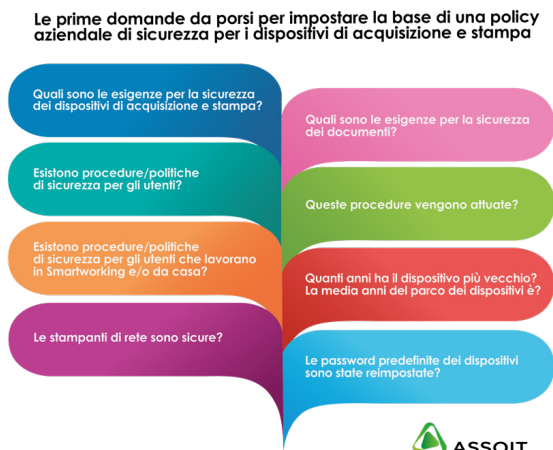 Le prime domande da porsi per impostare la base di una policy
aziendale di sicurezza per i dispositivi di acquisizione e stampa
Quali sono le esigenze per la sicurezza
dei dispositivi di acquisizione e stampa?
Quali sono le esigenze per la sicurezza
dei documenti?
Esistono procedure/politiche
di sicurezza per gli utenti?
Queste procedure vengono attuate?
Esistono procedure/politiche
di sicurezza per gli utenti che lavorano
in Smartworking e/o da casa?
Quanti anni ha il dispositivo più vecchio?
La media anni del parco dei dispositivi è?
Le stampanti di rete sono sicure?
Le password predefinite dei dispositivi
sono state reimpostate?
ASSOIT